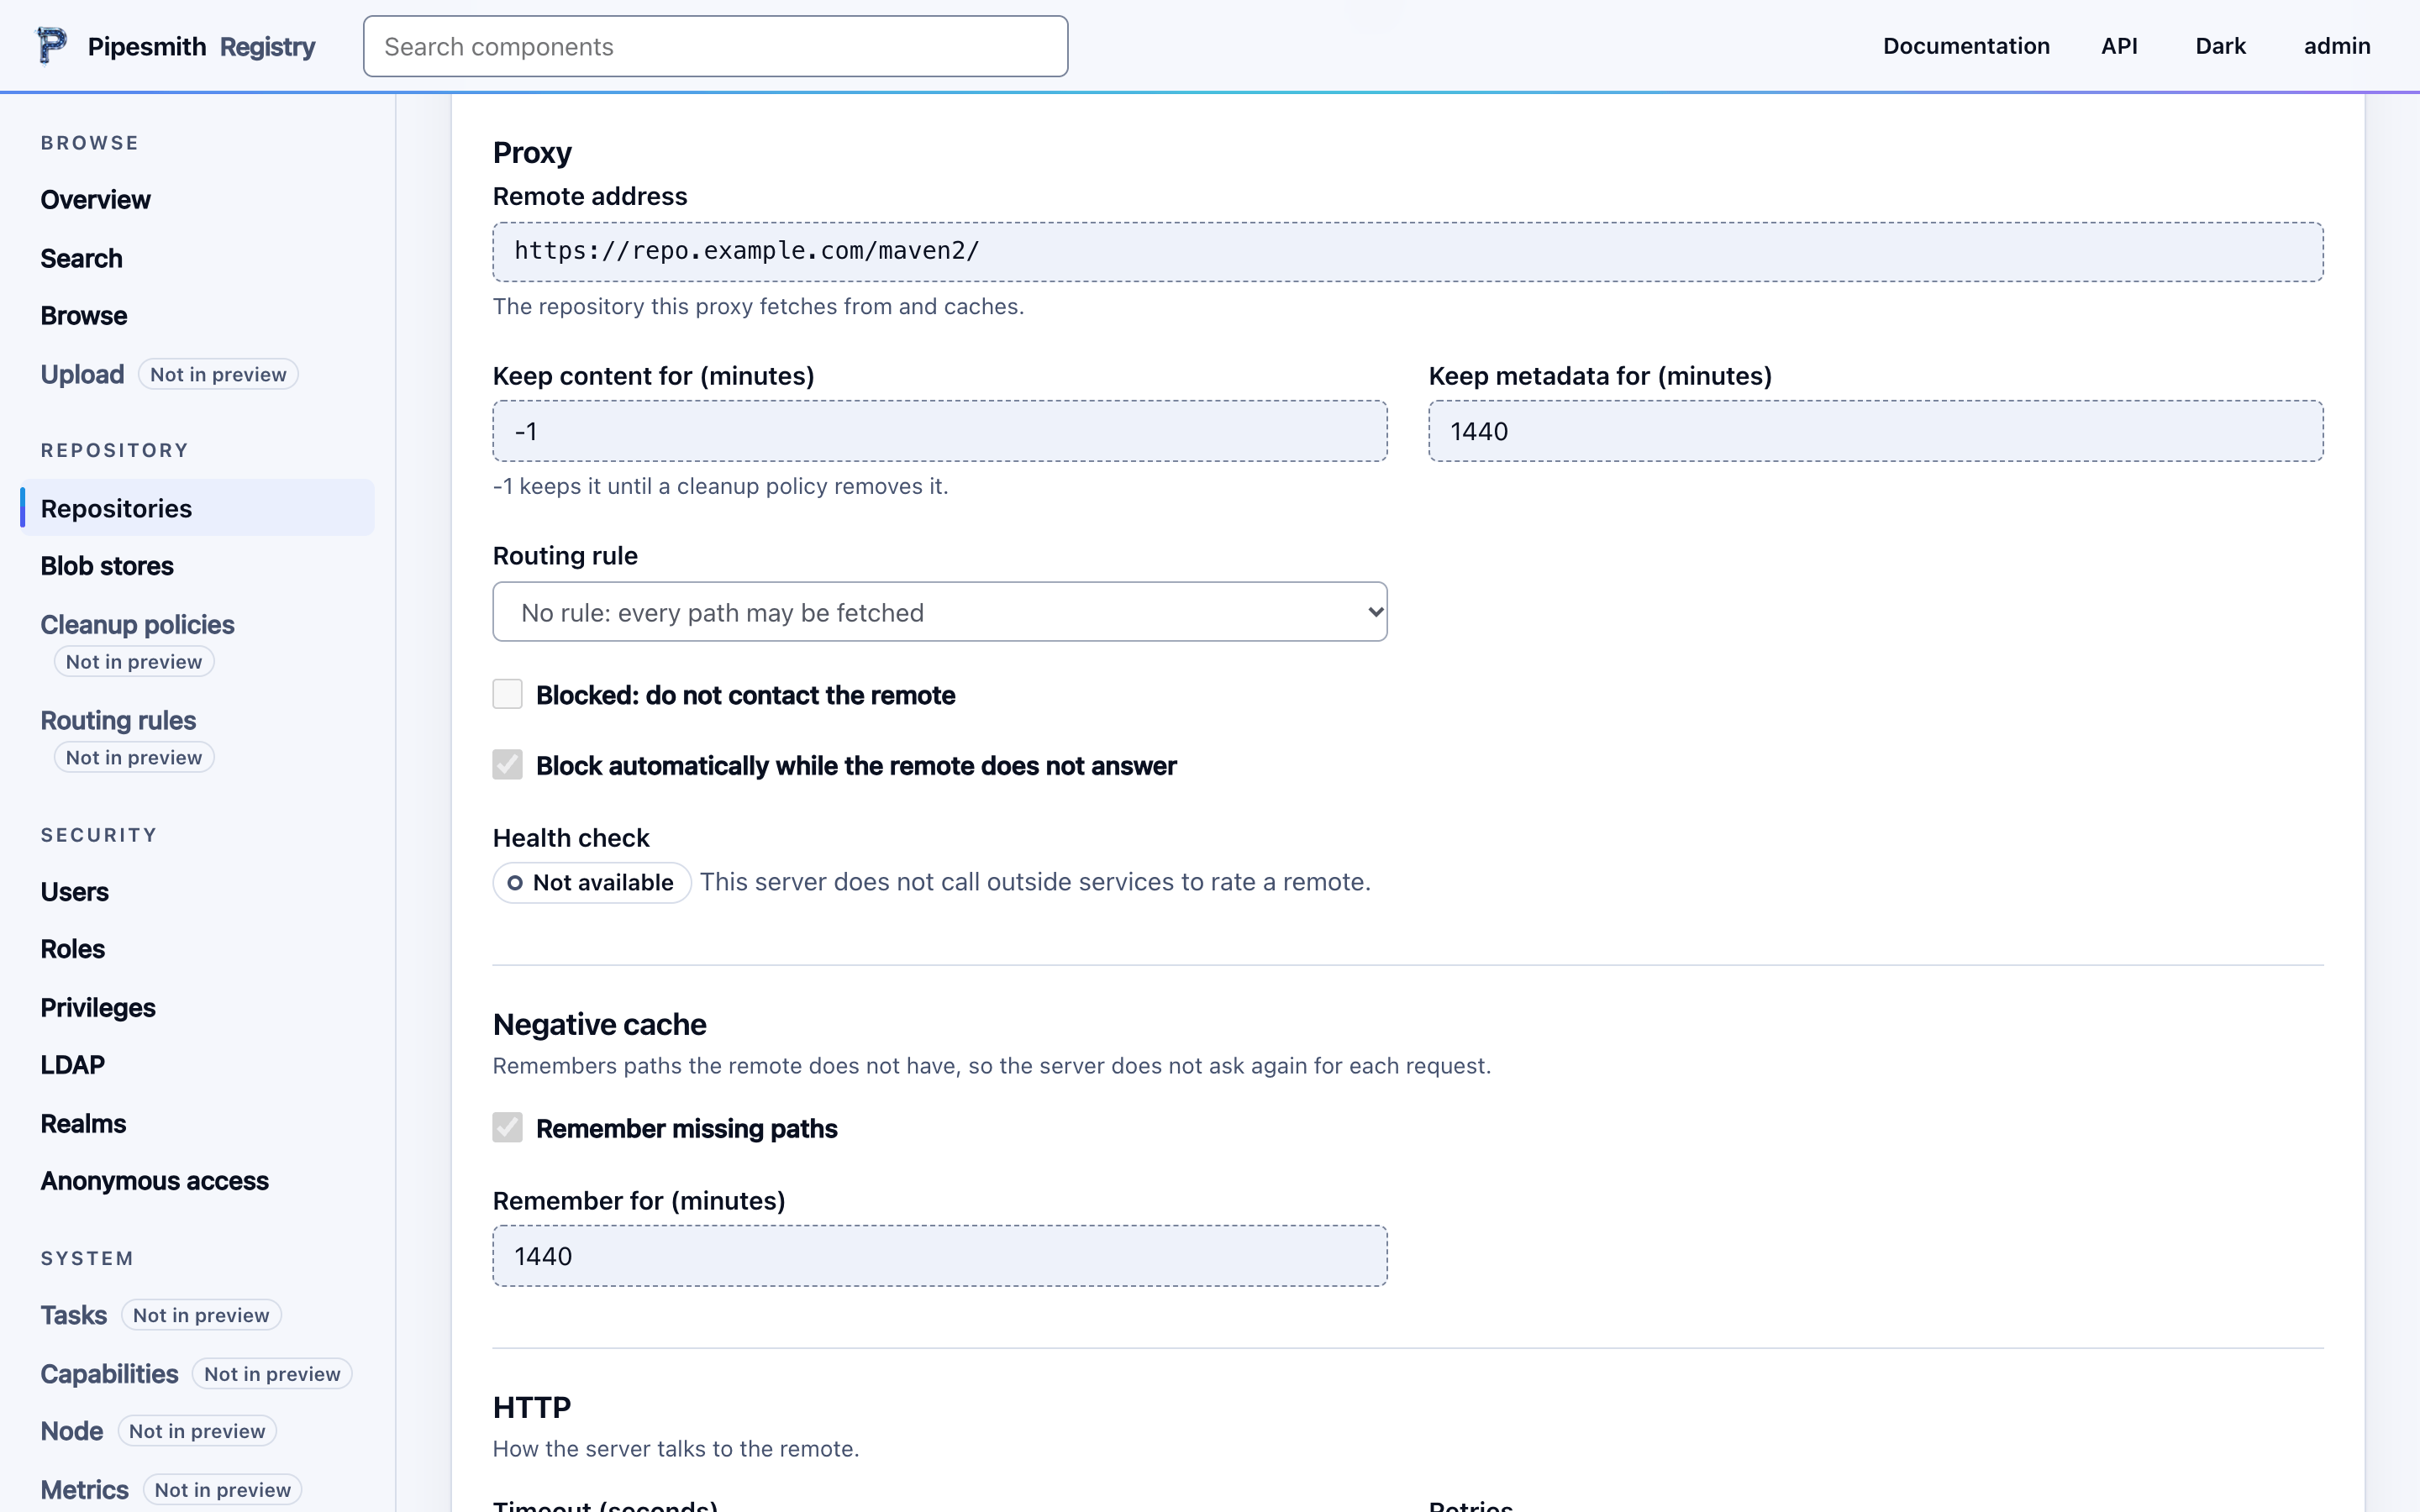 Pipesmith Registry
Search components
Documentation
API
Dark
admin
BROWSE
Overview
Search
Browse
Upload Not in preview
REPOSITORY
Repositories
Blob stores
Cleanup policies
Not in preview
Routing rules
Not in preview
SECURITY
Users
Roles
Privileges
LDAP
Realms
Anonymous access
SYSTEM
Tasks Not in preview
Capabilities Not in preview
Node Not in preview
Metrics Not in preview
Proxy
Remote address
https://repo.example.com/maven2/
The repository this proxy fetches from and caches.
Keep content for (minutes)
-1
-1 keeps it until a cleanup policy removes it.
Keep metadata for (minutes)
1440
Routing rule
No rule: every path may be fetched
Blocked: do not contact the remote
Block automatically while the remote does not answer
Health check
Not available This server does not call outside services to rate a remote.
Negative cache
Remembers paths the remote does not have, so the server does not ask again for each request.
Remember missing paths
Remember for (minutes)
1440
HTTP
How the server talks to the remote.
Timeout (seconds)
Retries